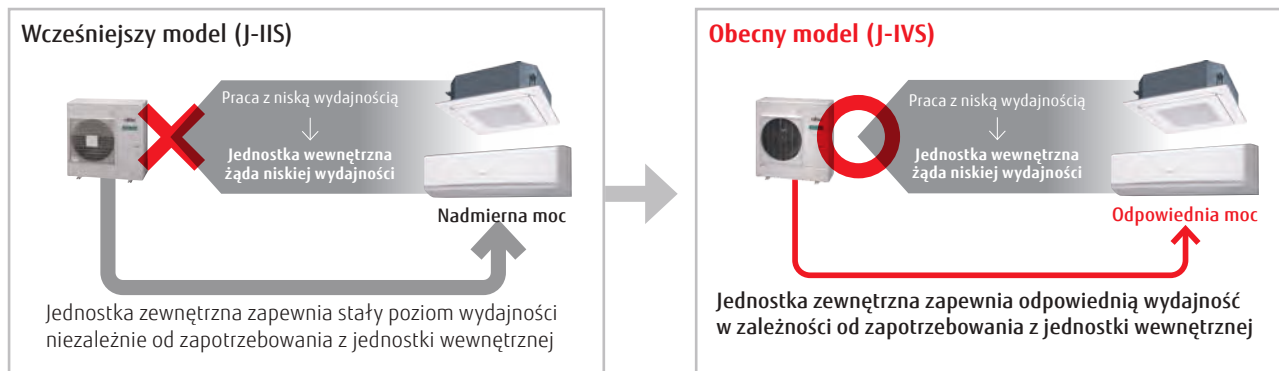 Wcześniejszy model (J-IIS)
Praca z niską wydajnością
Jednostka wewnętrzna
żąda niskiej wydajności
Nadmierna moc
Jednostka zewnętrzna zapewnia stały poziom wydajności
niezależnie od zapotrzebowania z jednostki wewnętrznej
Obecny model (J-IVS)
Praca z niską wydajnością
Jednostka wewnętrzna
żąda niskiej wydajności
Odpowiednia moc
Jednostka zewnętrzna zapewnia odpowiednią wydajność
w zależności od zapotrzebowania z jednostki wewnętrznej